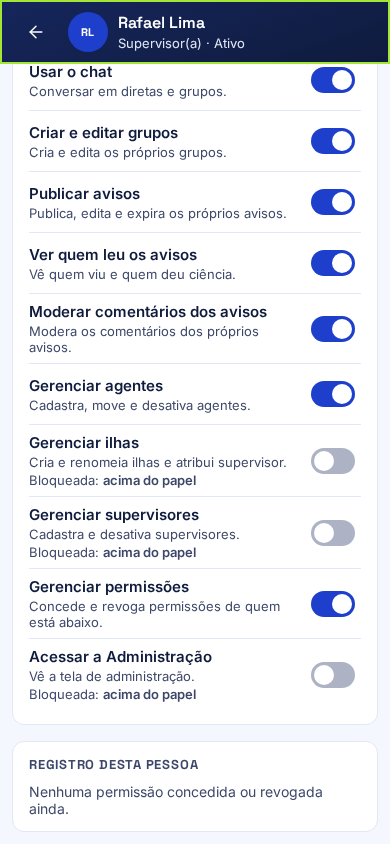 RL
Rafael Lima
Supervisor(a) · Ativo
Usar o chat
Conversar em diretas e grupos.
Criar e editar grupos
Cria e edita os próprios grupos.
Publicar avisos
Publica, edita e expira os próprios avisos.
Ver quem leu os avisos
Vê quem viu e quem deu ciência.
Moderar comentários dos avisos
Modera os comentários dos próprios
avisos.
Gerenciar agentes
Cadastra, move e desativa agentes.
Gerenciar ilhas
Cria e renomeia ilhas e atribui supervisor.
Bloqueada: acima do papel
Gerenciar supervisores
Cadastra e desativa supervisores.
Bloqueada: acima do papel
Gerenciar permissões
Concede e revoga permissões de quem
está abaixo.
Acessar a Administração
Vê a tela de administração.
Bloqueada: acima do papel
REGISTRO DESTA PESSOA
Nenhuma permissão concedida ou revogada
ainda.